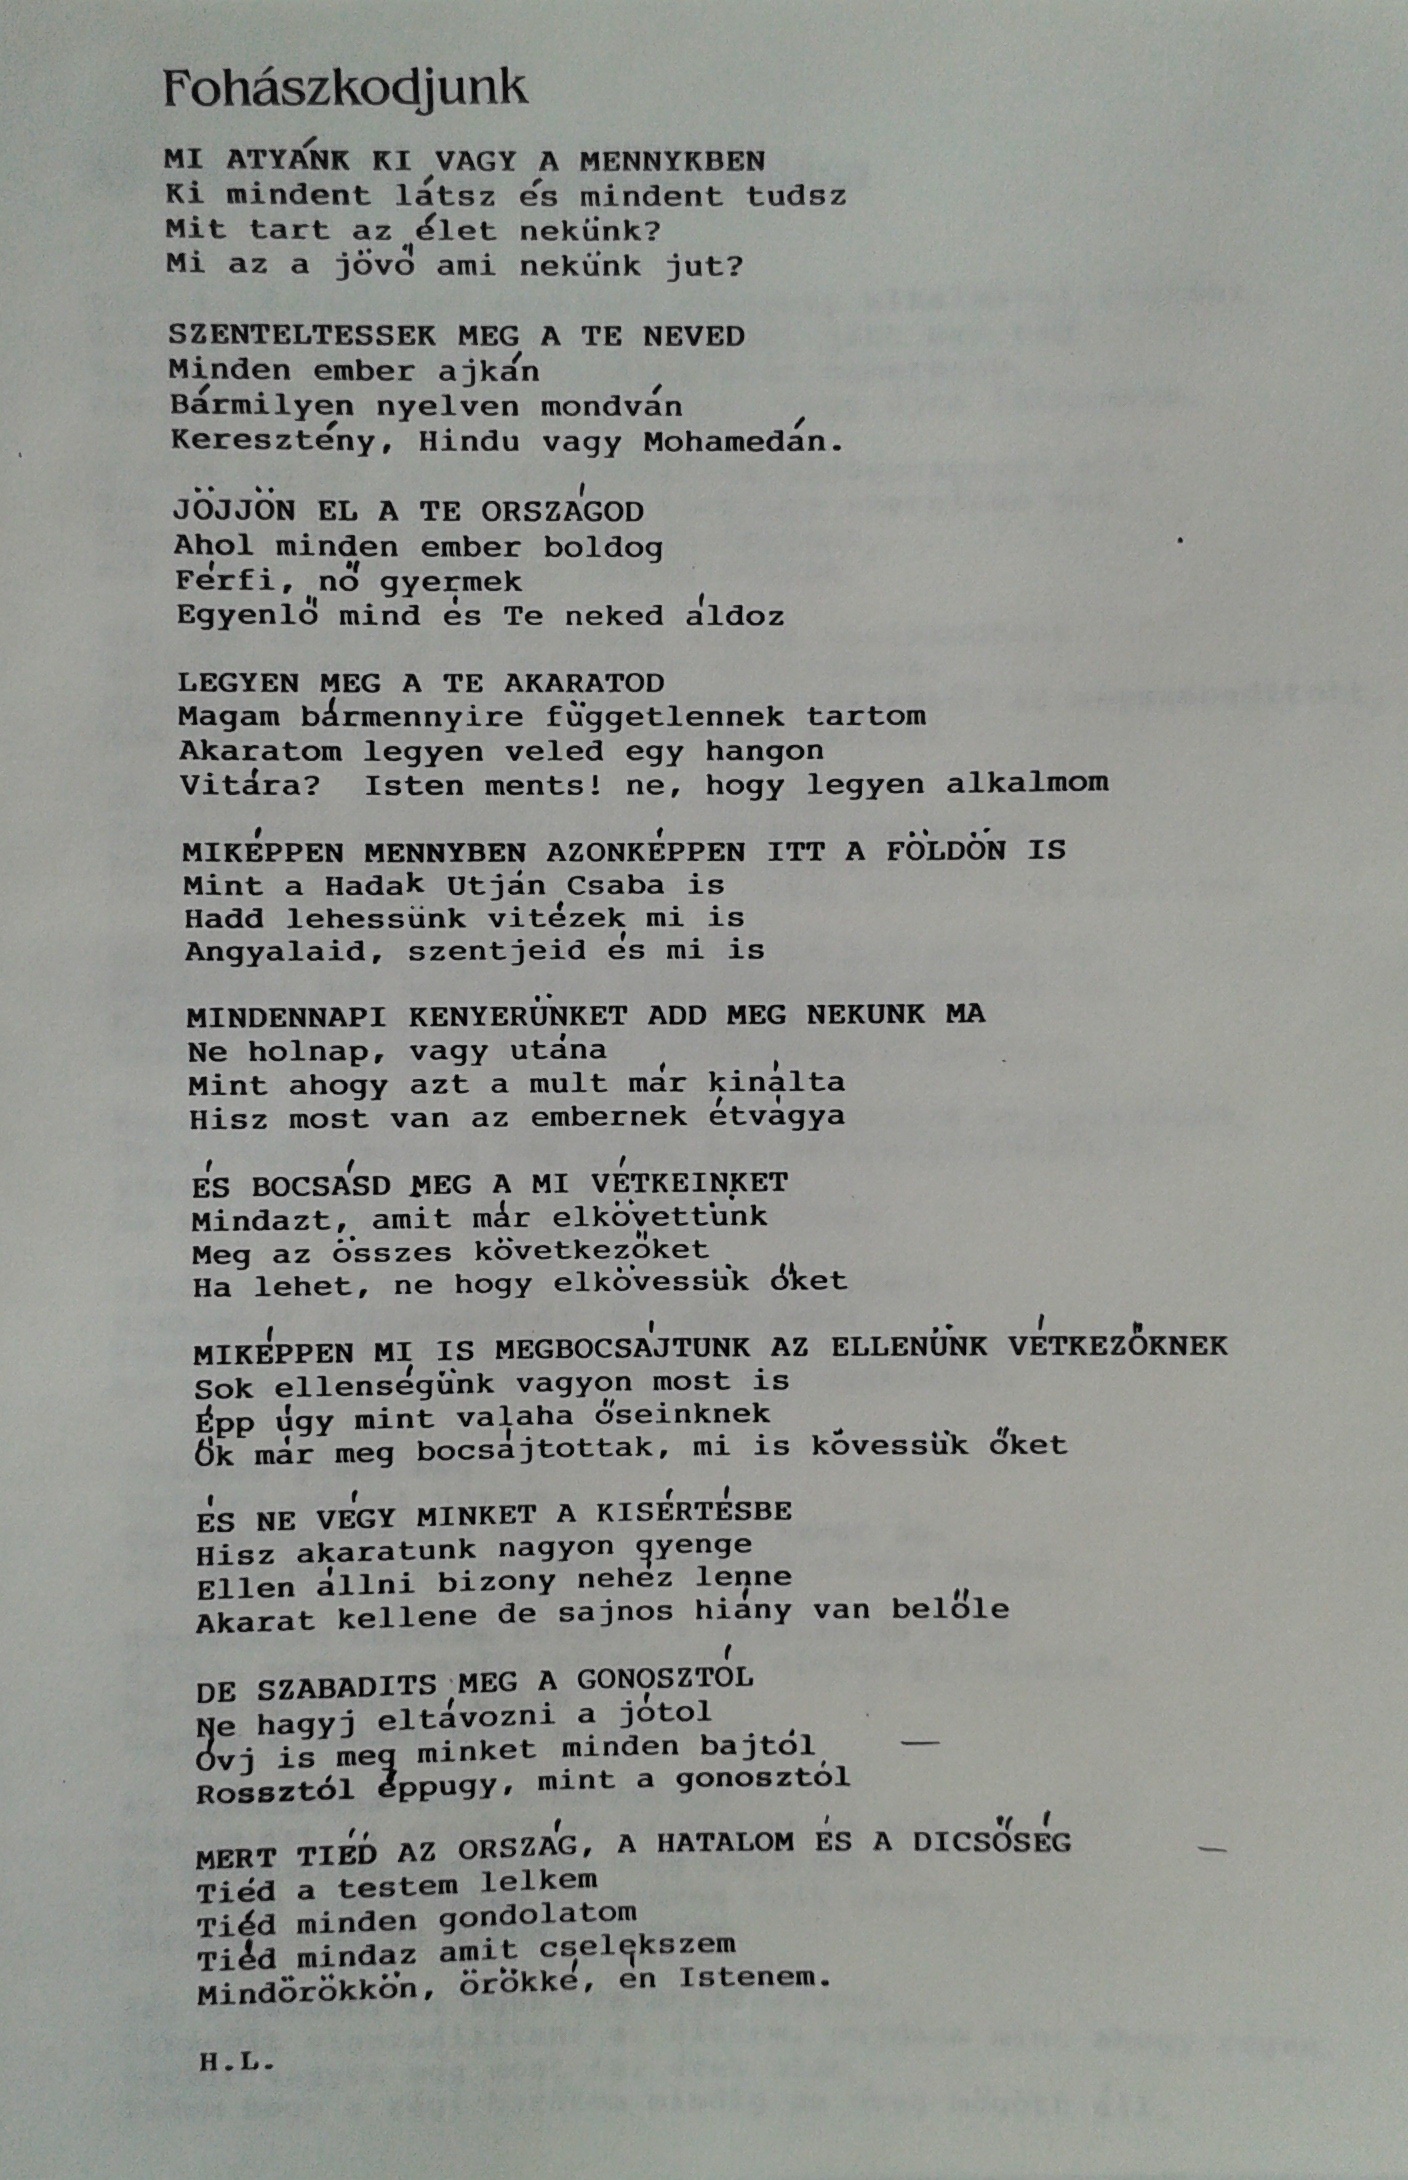 Fohászkodjunk
MI ATYÁNK KI VAGY A MENNYKBEN
Ki mindent látsz és mindent tudsz
Mit tart az élet nekünk?
Mi az a jövő ami nekünk jut?
SZENTELTESSEK MEG A TE NEVED
Minden ember ajkán
Bármilyen nyelven mondván
Keresztény, Hindu vagy Mohamedán.
JÖJJÖN EL A TE ORSZÁGOD
Ahol minden ember boldog
Férfi, nő gyermek
Egyenlő mind és Te neked áldoz
LEGYEN MEG A TE AKARATOD
Magam bármennyire függetlennek tartom
Akaratom legyen veled egy hangon
Vitára? Isten ments! ne, hogy legyen alkalmom
MIKÉPPEN MENNYBEN AZONKÉPPEN ITT A FÖLDÖN IS
Mint a Hadak Utján Csaba is
Hadd lehessünk vitézek mi is
Angyalaid, szentjeid és mi is
MINDENNAPI KENYERÜNKET ADD MEG NEKUNK MA
Ne holnap, vagy utána
Mint ahogy azt a mult már kinálta
Hisz most van az embernek étvágya
ÉS BOCSÁSD MEG A MI VÉTKEINKET
Mindazt, amit már elkövettünk
Meg az összes következőket
Ha lehet, ne hogy elkövessük őket
MIKÉPPEN MI IS MEGBOCSÁJTUNK AZ ELLENÜNK VÉTKEZŐKNEK
Sok ellenségünk vagyon most is
Épp úgy mint valaha őseinknek
Ők már meg bocsájtottak, mi is kövessük őket
ÉS NE VÉGY MINKET A KISÉRTÉSBE
Hisz akaratunk nagyon gyenge
Ellen állni bizony nehéz lenne
Akarat kellene de sajnos hiány van belőle
DE SZABADITS MEG A GONOSZTÓL
Ne hagyj eltávozni a jótol
Óvj is meg minket minden bajtól
Rossztól éppugy, mint a gonosztól
MERT TIÉD AZ ORSZÁG, A HATALOM ÉS A DICSŐSÉG
Tiéd a testem lelkem
Tiéd minden gondolatom
Tiéd mindaz amit cselekszem
Mindörökkön, örökké, én Istenem.
H.L.